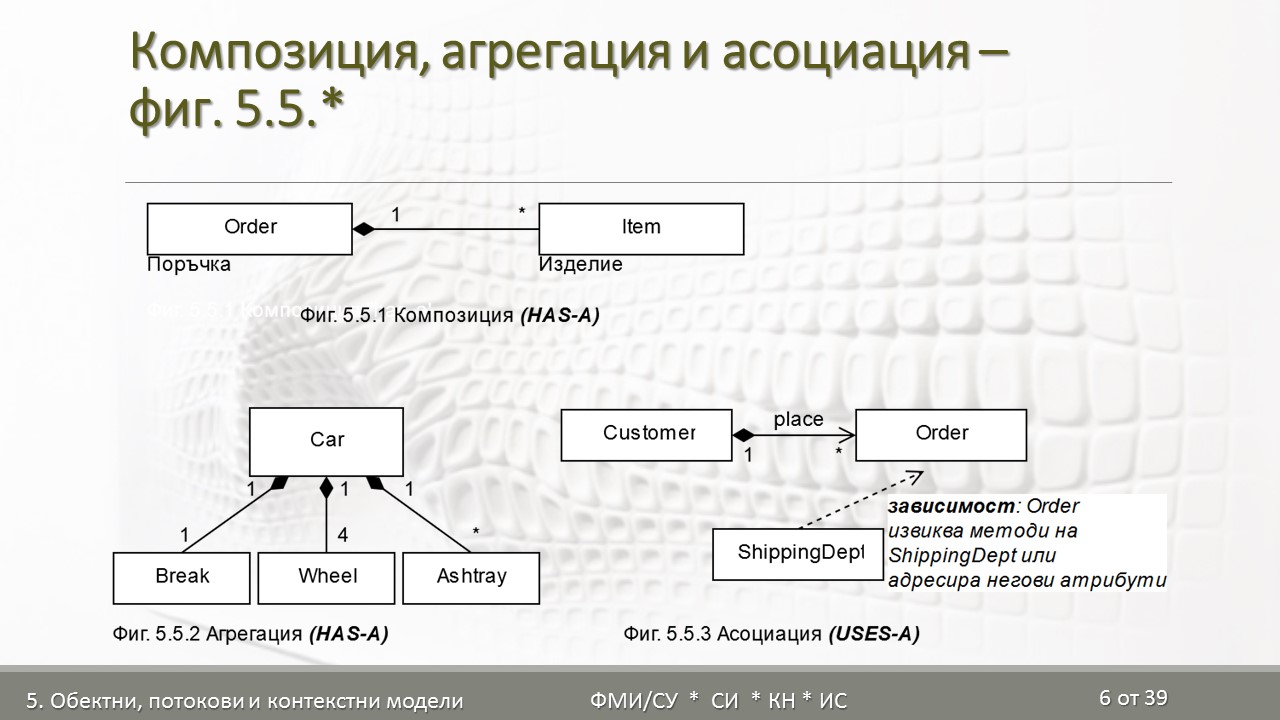 Композиция, агрегация и асоциация –
фиг. 5.5.*
Order
1
*
Item
Поръчка
Изделие
Фиг. 5.5.1 Композиция (HAS-A)
Car
1
1
1
1
4
*
Break
Wheel
Ashtray
Фиг. 5.5.2 Агрегация (HAS-A)
Customer
place
1
*
Order
ShippingDept
зависимост: Order
извиква методи на
ShippingDept или
адресира негови атрибути
Фиг. 5.5.3 Асоциация (USES-A)
5. Обектни, потокови и контекстни модели
ФМИ/СУ * СИ * КН * ИС
6 от 39